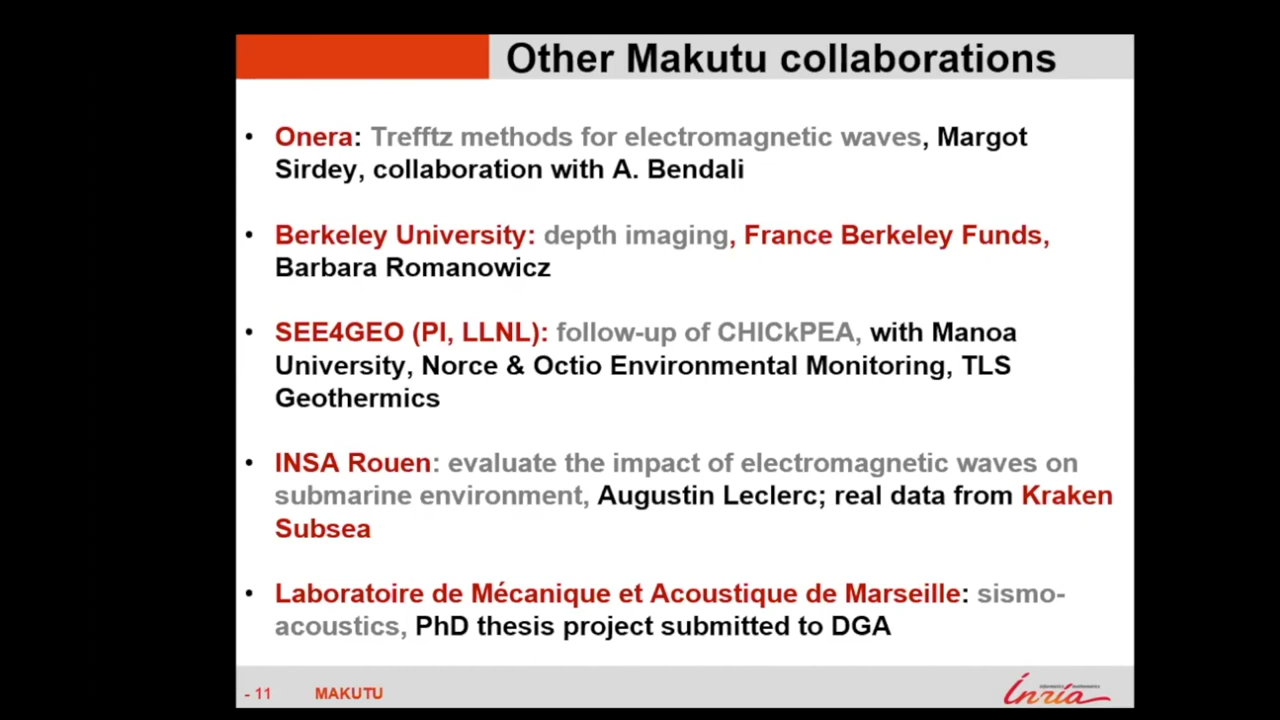 Other Makutu collaborations
• Onera: Trefftz methods for electromagnetic waves, Margot
Sirdey, collaboration with A. Bendali
• Berkeley University: depth imaging, France Berkeley Funds,
Barbara Romanowicz
• SEE4GEO (PI, LLNL): follow-up of CHICkPEA, with Manoa
University, Norce & Octio Environmental Monitoring, TLS
Geothermics
• INSA Rouen: evaluate the impact of electromagnetic waves on
submarine environment, Augustin Leclerc; real data from Kraken
Subsea
• Laboratoire de Mécanique et Acoustique de Marseille: sismo-
acoustics, PhD thesis project submitted to DGA
- 11 MAKUTU
Inria